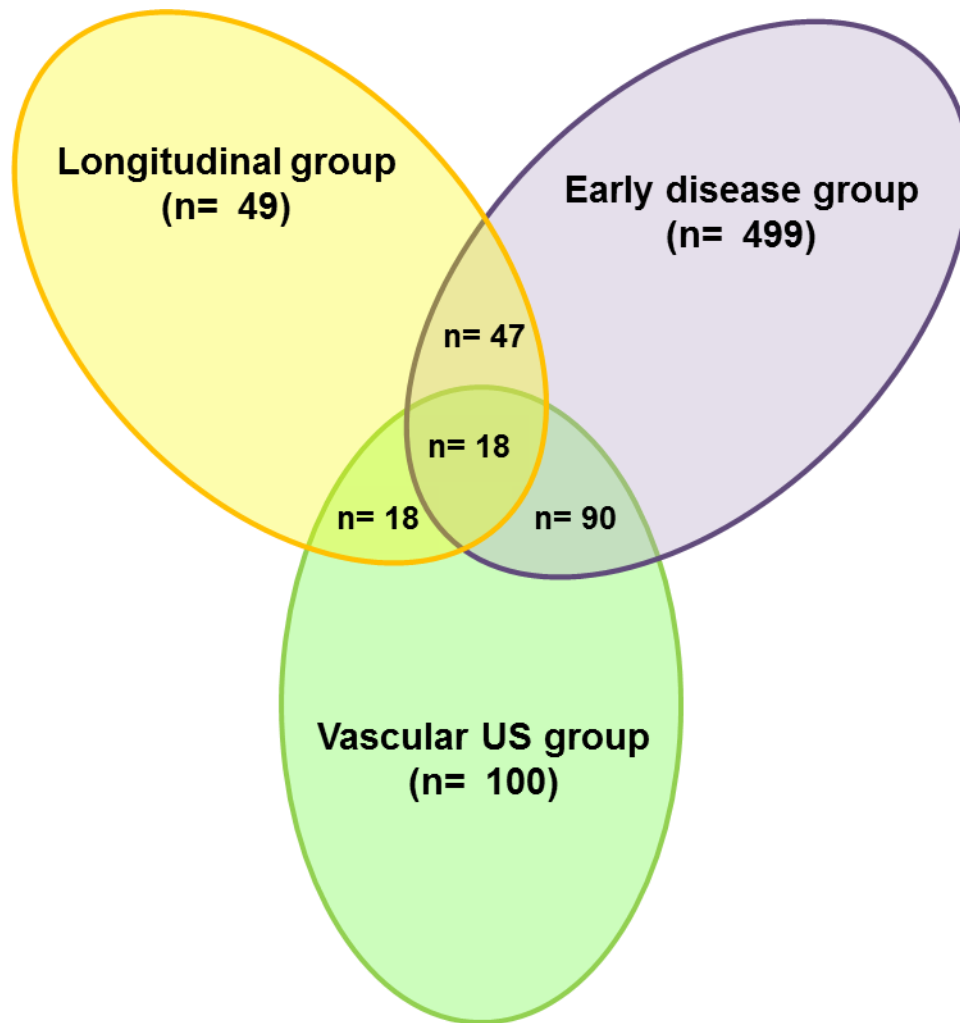 Longitudinal group
(n= 49)
Early disease group
(n= 499)
n= 47
n= 18
n= 18
n= 90
Vascular US group
(n= 100)